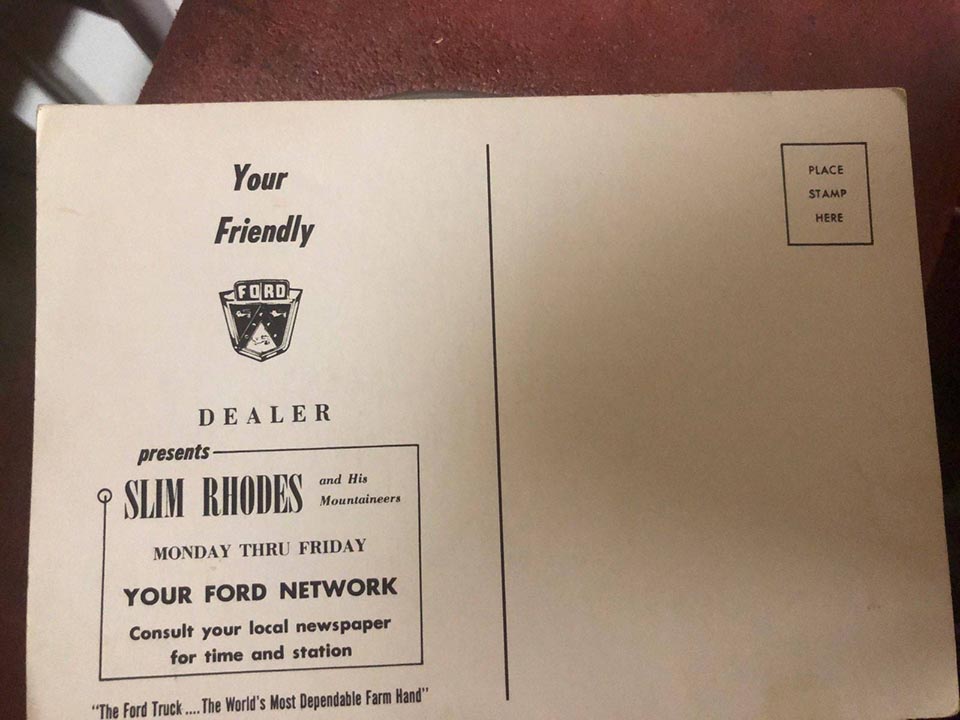 Your
Friendly
FORD
DEALER
presents
SLIM RHODES and His
Mountaineers
MONDAY THRU FRIDAY
YOUR FORD NETWORK
Consult your local newspaper
for time and station
"The Ford Truck .... The World's Most Dependable Farm Hand"
PLACE
STAMP
HERE